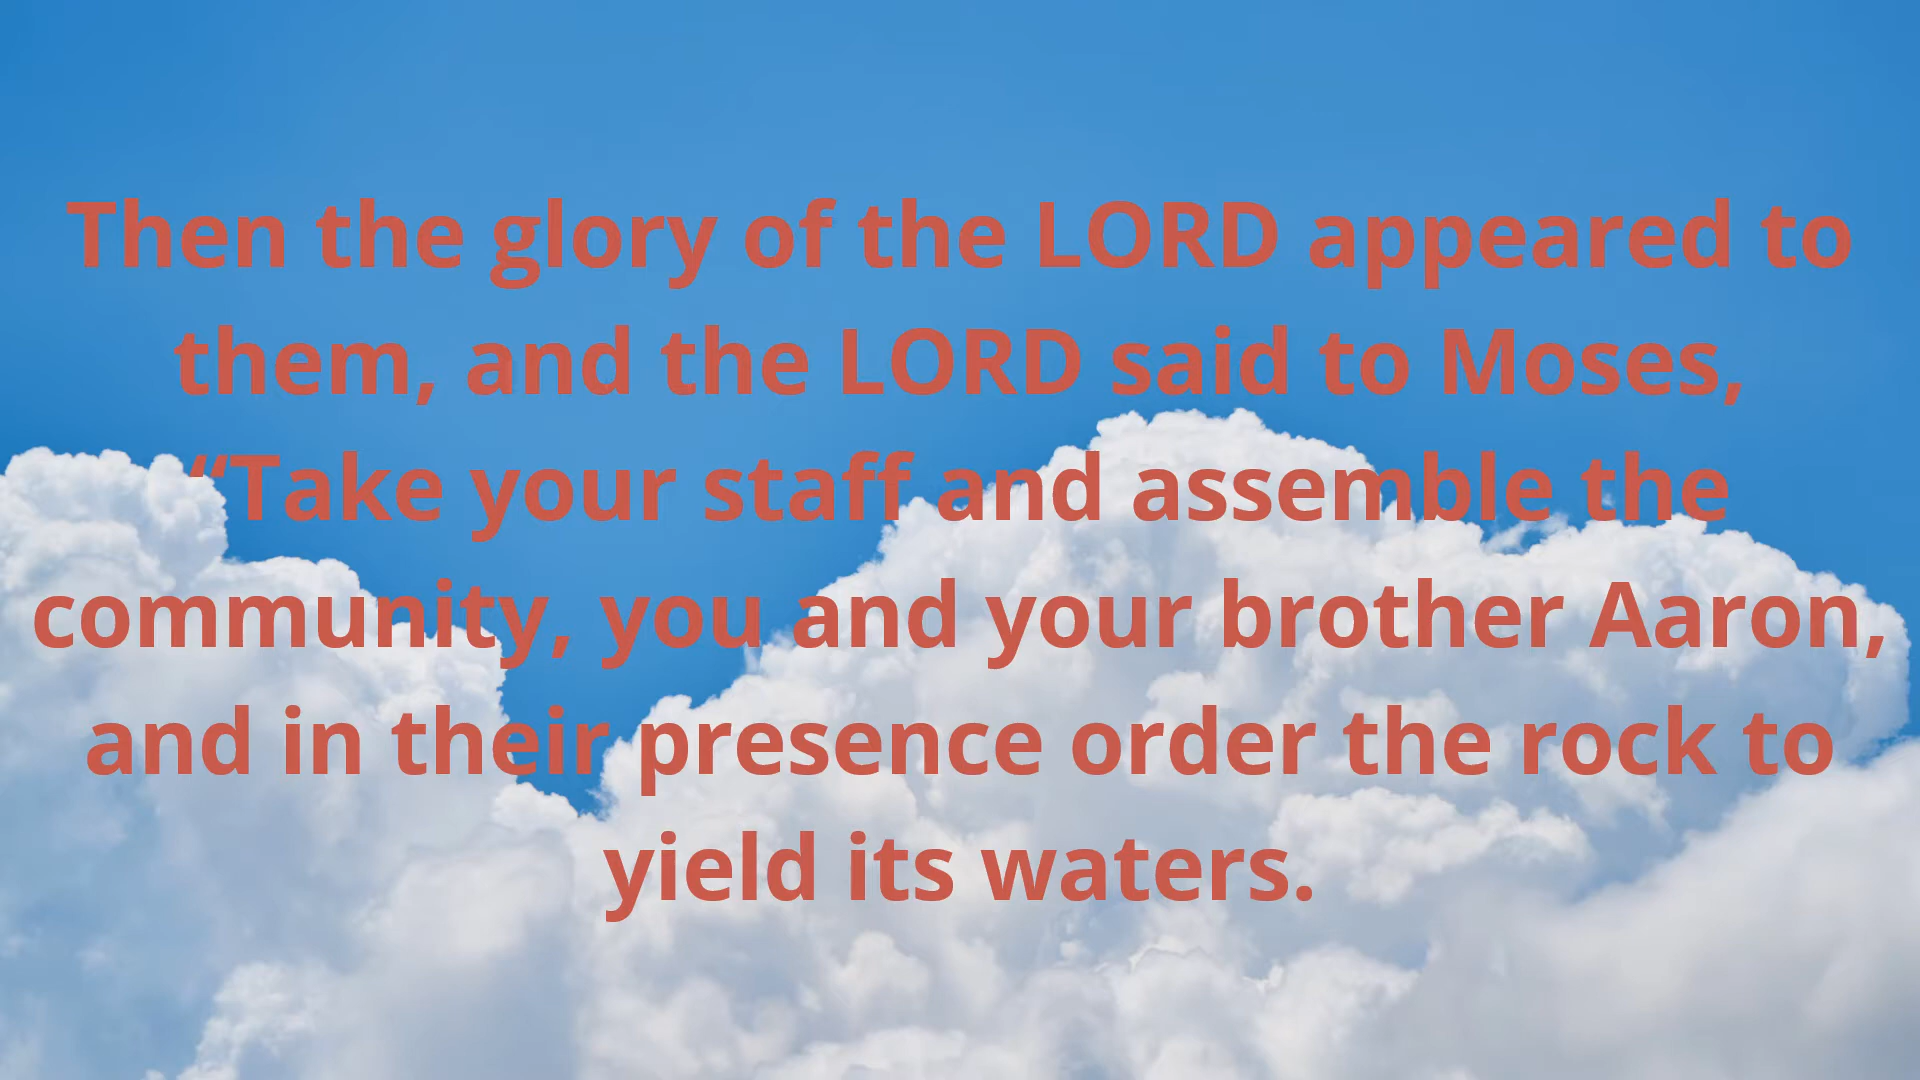 Then the glory of the LORD appeared to
them, and the LORD said to Moses,
“Take your staff and assemble the
community, you and your brother Aaron,
and in their presence order the rock to
yield its waters.